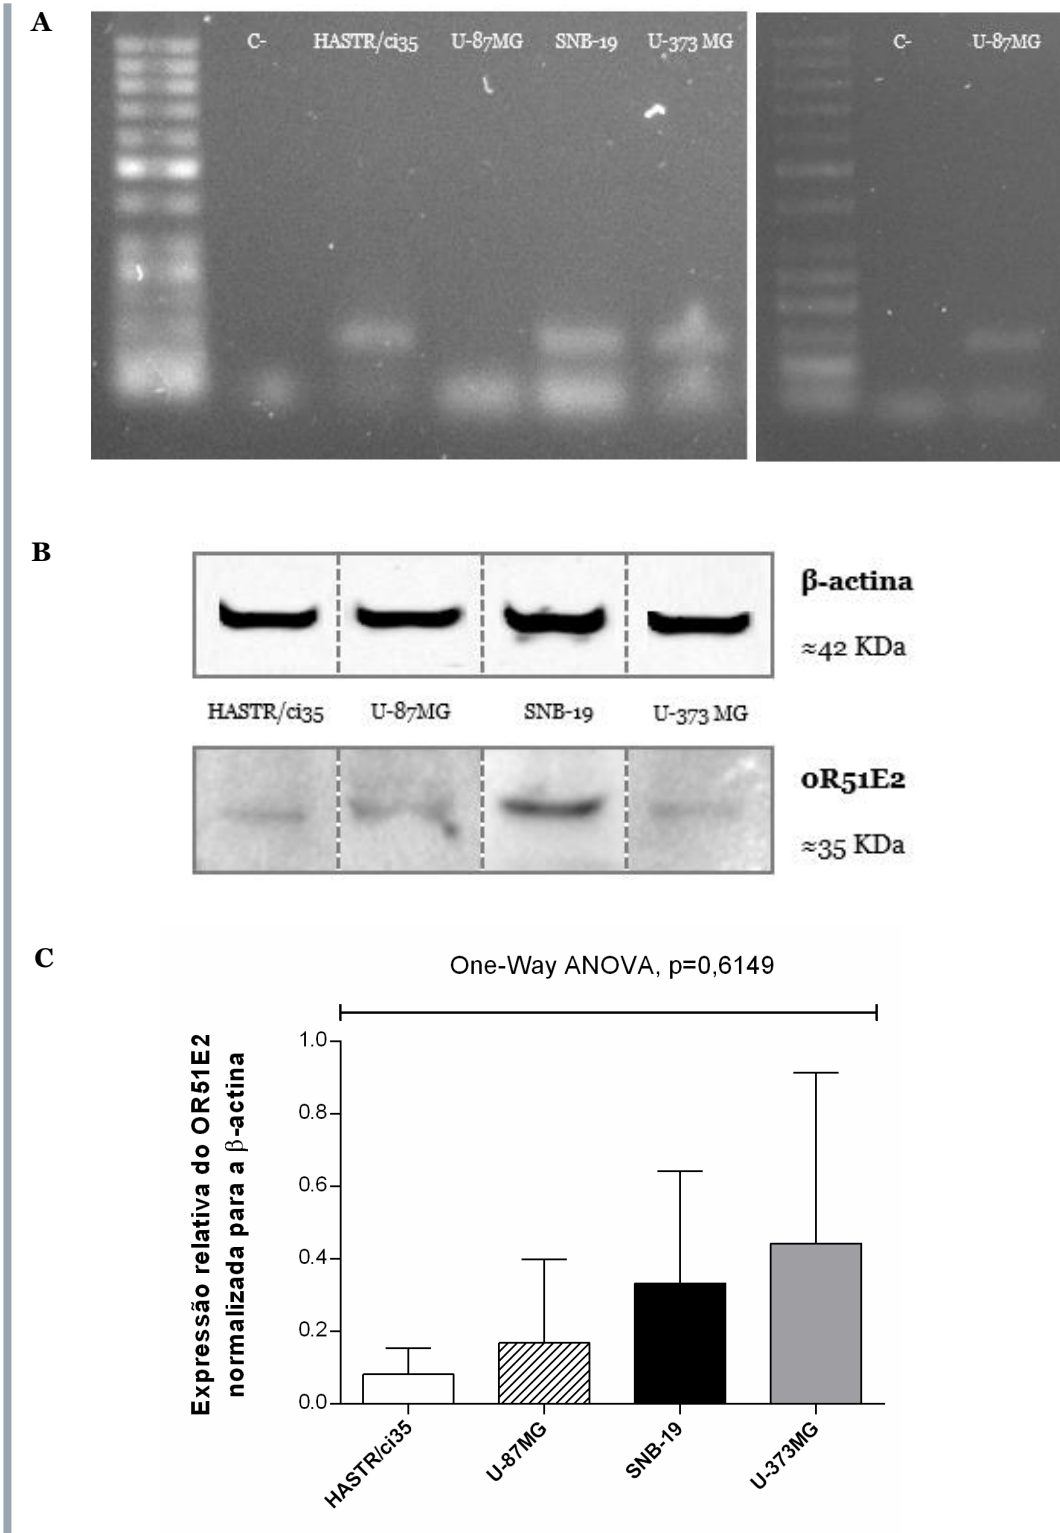 A
C-
HASTR/ci35
U-87MG
SNB-19
U-373 MG
C-
U-87MG
B
β-actina
≈42 KDa
HASTR/ci35
U-87MG
SNB-19
U-373 MG
OR51E2
≈35 KDa
C
One-Way ANOVA, p=0,6149
Expressão relativa do OR51E2
normalizada para a β-actina
1.0
0.8
0.6
0.4
0.2
0.0
HASTR/ci35
U-87MG
SNB-19
U-373MG